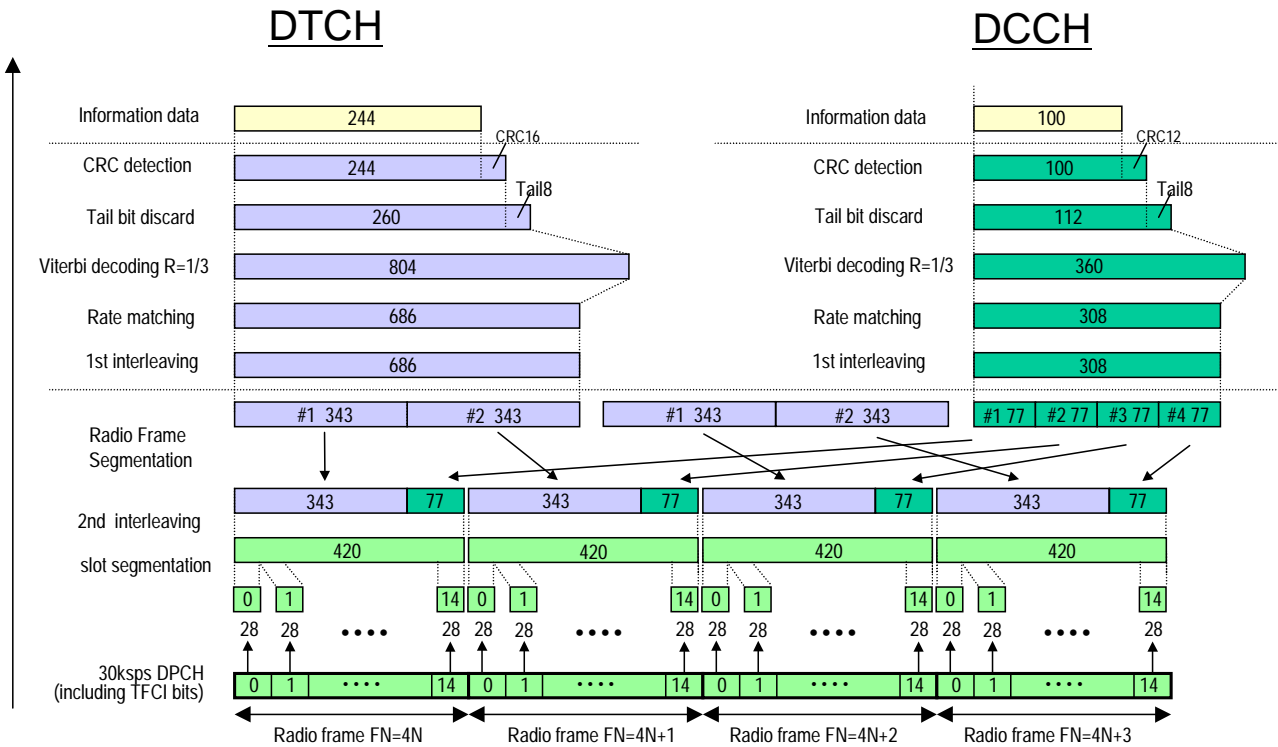 DTCH DCCH
Information data 244 Information data 100
CRC16 CRC12
CRC detection 244 CRC detection 100
Tail8 Tail8
Tail bit discard 260 Tail bit discard 112
Viterbi decoding R=1/3 804 Viterbi decoding R=1/3 360
Rate matching 686 Rate matching 308
1st interleaving 686 1st interleaving 308
#1 343 #2 343 #1 343 #2 343 #1 77 #2 77 #3 77 #4 77
Radio Frame
Segmentation
343 77 343 77 343 77 343 77
2nd interleaving
420 420 420 420
slot segmentation
0 1 14 0 1 14 0 1 14 0 1 14
28 28 •••• 28 28 28 •••• 28 28 28 •••• 28 28 28 •••• 28
30ksps DPCH
(including TFCI bits)
0 1 •••• 14 0 1 •••• 14 0 1 •••• 14 0 1 •••• 14
Radio frame FN=4N Radio frame FN=4N+1 Radio frame FN=4N+2 Radio frame FN=4N+3